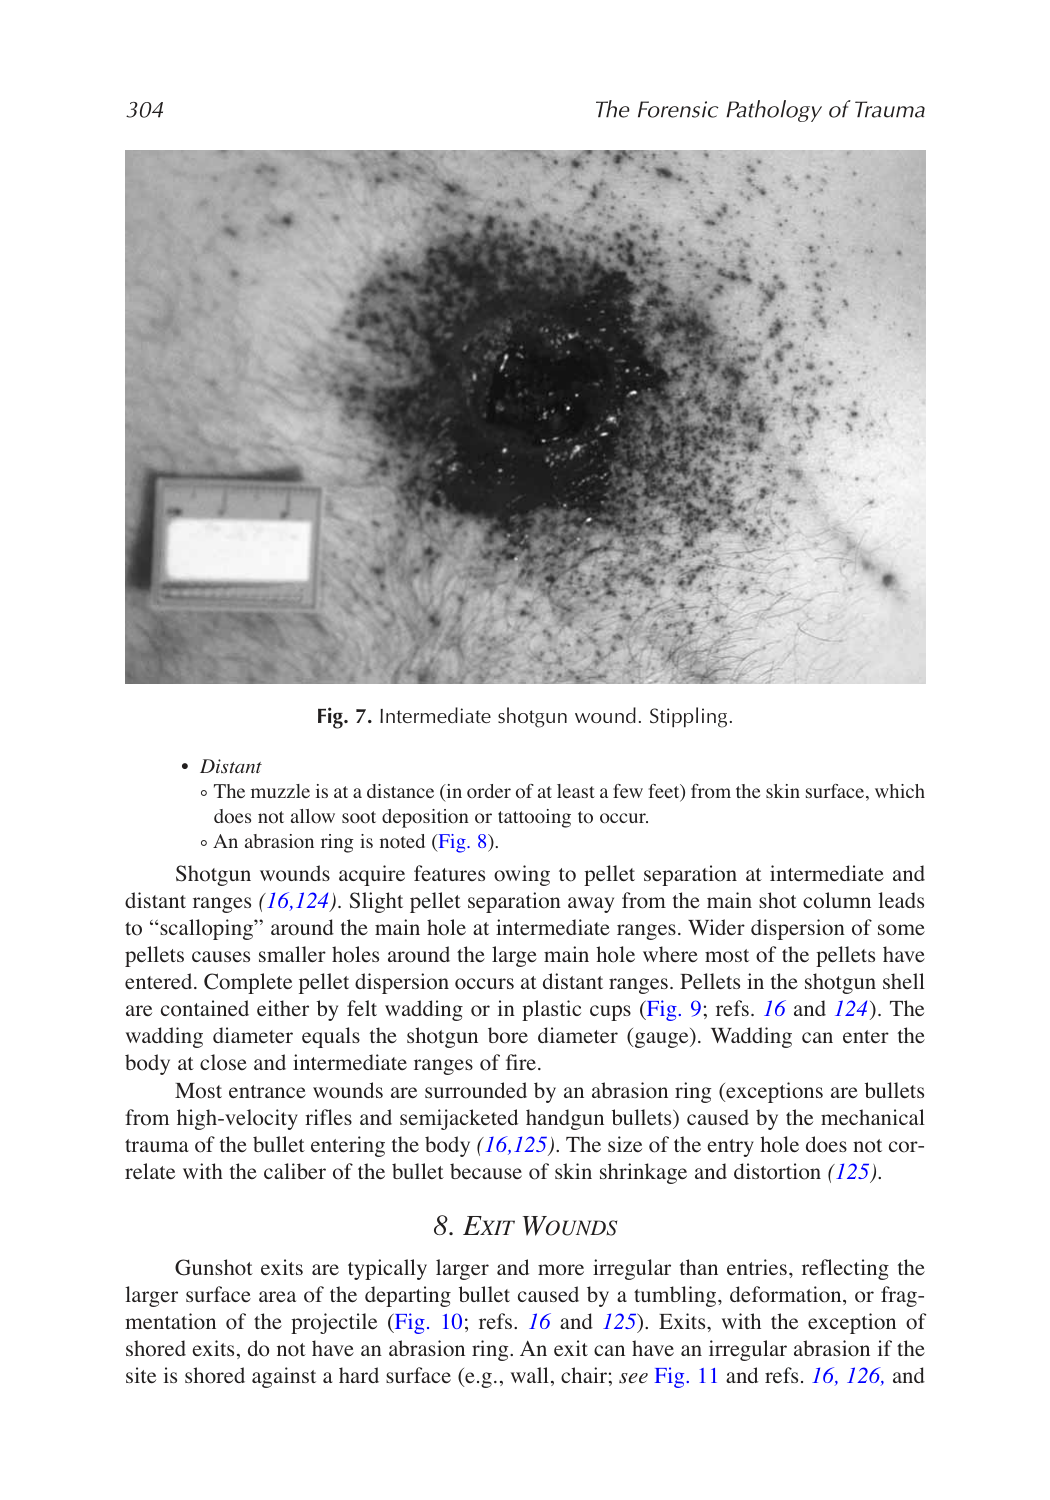 304
The Forensic Pathology of Trauma
Fig. 7. Intermediate shotgun wound. Stippling.
• Distant
◦ The muzzle is at a distance (in order of at least a few feet) from the skin surface, which
does not allow soot deposition or tattooing to occur.
◦ An abrasion ring is noted (Fig. 8).
Shotgun wounds acquire features owing to pellet separation at intermediate and
distant ranges (16,124). Slight pellet separation away from the main shot column leads
to “scalloping” around the main hole at intermediate ranges. Wider dispersion of some
pellets causes smaller holes around the large main hole where most of the pellets have
entered. Complete pellet dispersion occurs at distant ranges. Pellets in the shotgun shell
are contained either by felt wadding or in plastic cups (Fig. 9; refs. 16 and 124). The
wadding diameter equals the shotgun bore diameter (gauge). Wadding can enter the
body at close and intermediate ranges of fire.
Most entrance wounds are surrounded by an abrasion ring (exceptions are bullets
from high-velocity rifles and semijacketed handgun bullets) caused by the mechanical
trauma of the bullet entering the body (16,125). The size of the entry hole does not cor-
relate with the caliber of the bullet because of skin shrinkage and distortion (125).
8. EXIT WOUNDS
Gunshot exits are typically larger and more irregular than entries, reflecting the
larger surface area of the departing bullet caused by a tumbling, deformation, or frag-
mentation of the projectile (Fig. 10; refs. 16 and 125). Exits, with the exception of
shored exits, do not have an abrasion ring. An exit can have an irregular abrasion if the
site is shored against a hard surface (e.g., wall, chair; see Fig. 11 and refs. 16, 126, and